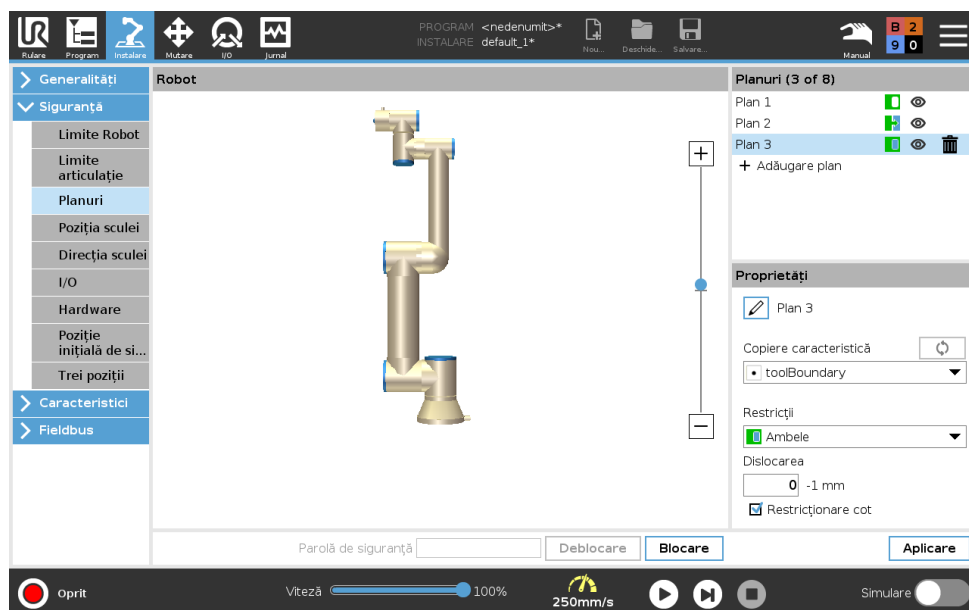 PROGRAM <nedenumit>*
INSTALARE default_1*
Rulare
Program
Instalare
Mutare
I/O
Jurnal
Nou...
Deschide...
Salvare...
Manual
B 2
9 0
Generalități
Siguranță
Limite Robot
Limite
articulație
Planuri
Poziția sculei
Direcția sculei
I/O
Hardware
Poziție
inițială de si...
Trei poziții
Caracteristici
Fieldbus
Robot
Planuri (3 of 8)
Plan 1
Plan 2
Plan 3
+ Adăugare plan
Proprietăți
Plan 3
Copiere caracteristică
toolBoundary
Restricții
Ambele
Dislocarea
0 -1 mm
Restricționare cot
Parolă de siguranță
Deblocare
Blocare
Aplicare
Oprit
Viteză
100%
250mm/s
Simulare